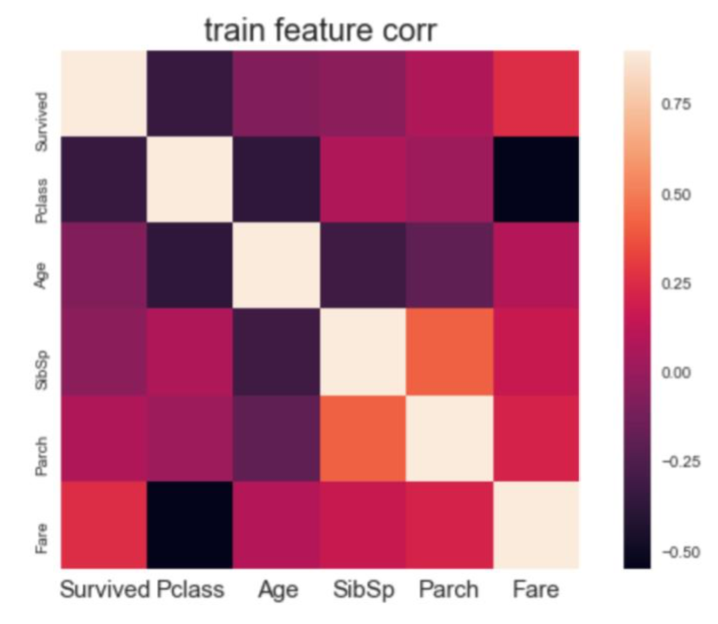 train feature corr
Survived
Pclass
Age
SibSp
Parch
Fare
0.75
0.50
0.25
0.00
−0.25
−0.50
Survived Pclass Age SibSp Parch Fare